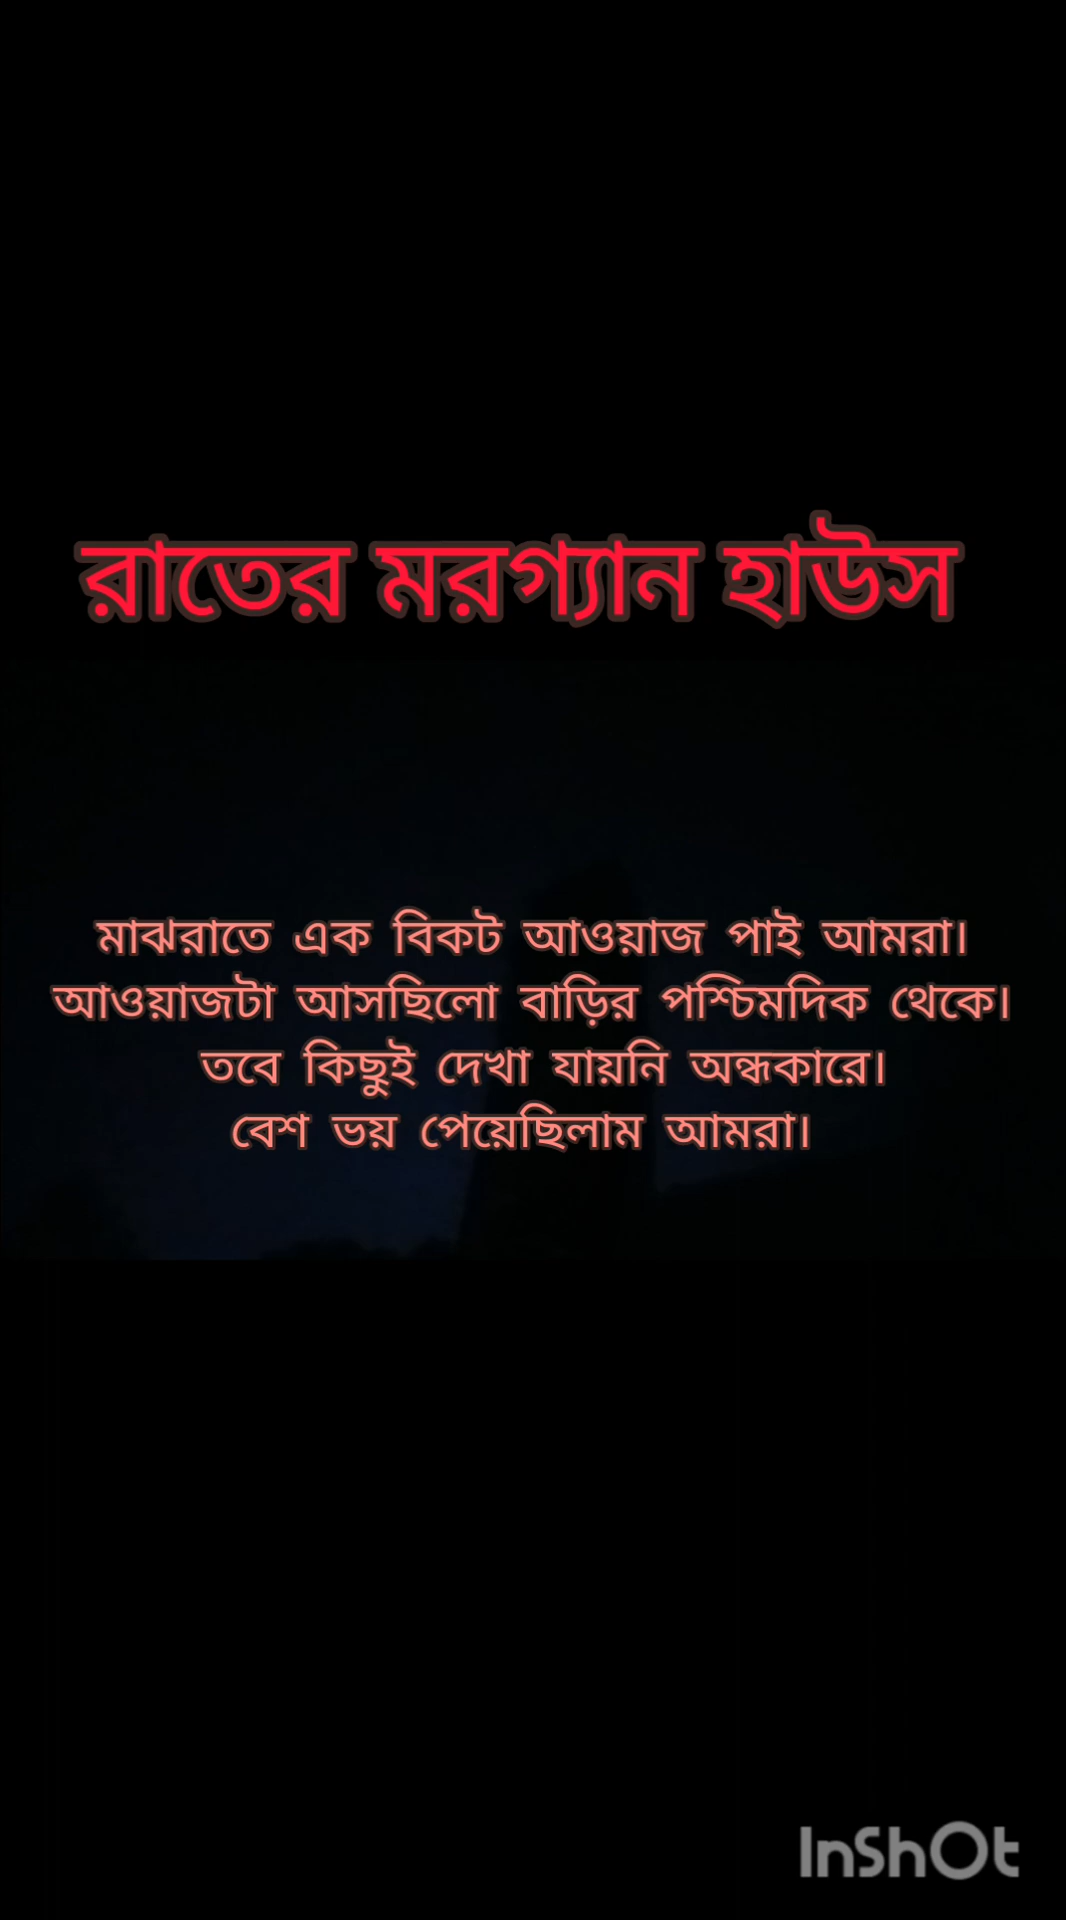 রাতের মরগ্যান হাউস
মাঝরাতে এক বিকট আওয়াজ পাই আমরা।
আওয়াজটা আসছিলো বাড়ির পশ্চিমদিক থেকে।
তবে কিছুই দেখা যায়নি অন্ধকারে।
বেশ ভয় পেয়েছিলাম আমরা।
InShOt